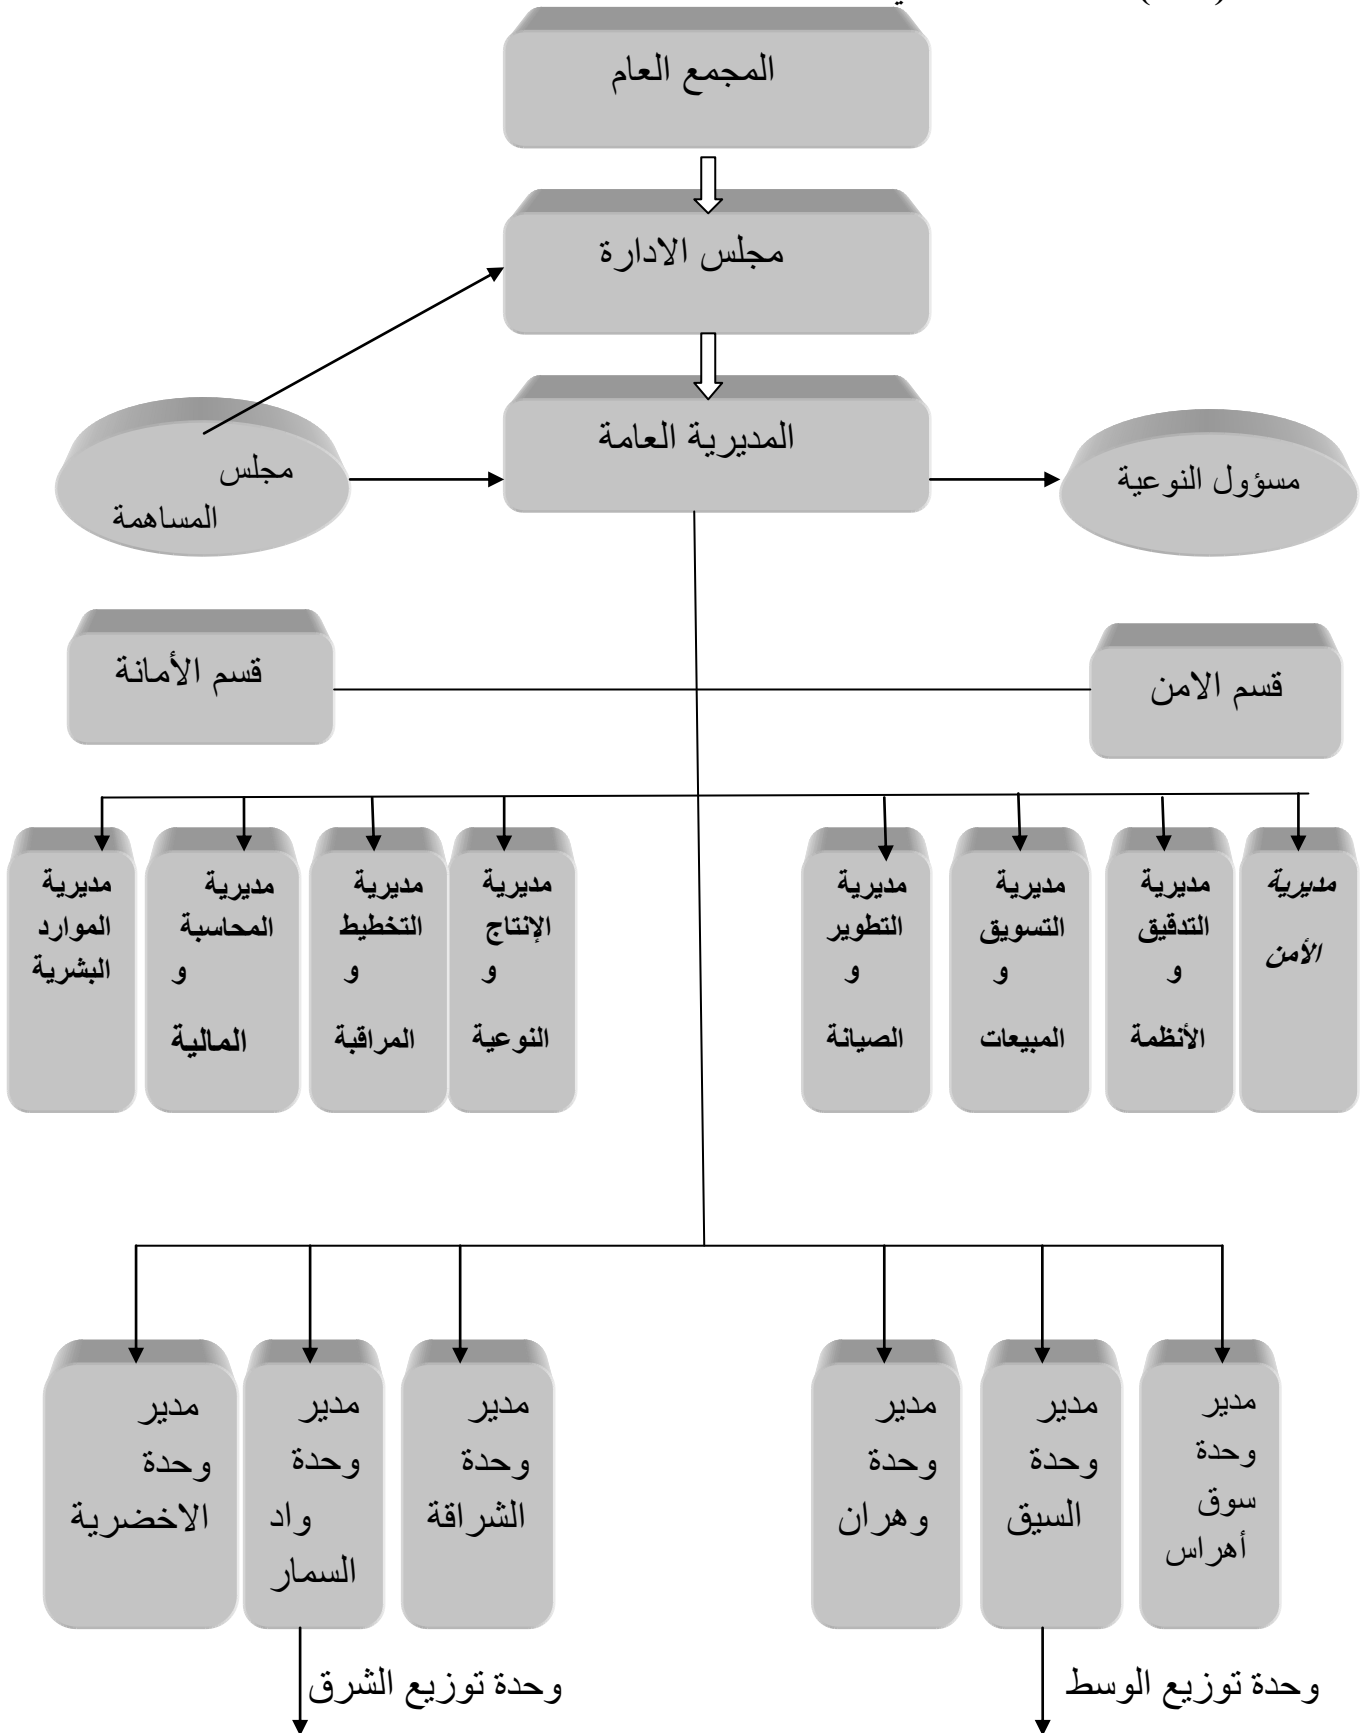 المجمع العام
مجلس الادارة
المديرية العامة
مسؤول النوعية
مجلس
المساهمة
قسم الامن
قسم الأمانة
مديرية
الأمن
مديرية
التدقيق
و
الأنظمة
مديرية
التسويق
و
المبيعات
مديرية
التطوير
و
الصيانة
مديرية
الإنتاج
و
النوعية
مديرية
التخطيط
و
المراقبة
مديرية
المحاسبة
و
المالية
مديرية
الموارد
البشرية
مدير
وحدة
سوق
أهراس
مدير
وحدة
السيق
مدير
وحدة
وهران
مدير
وحدة
الشراقة
مدير
وحدة
واد
السمار
مدير
وحدة
الاخضرية
وحدة توزيع الوسط
وحدة توزيع الشرق